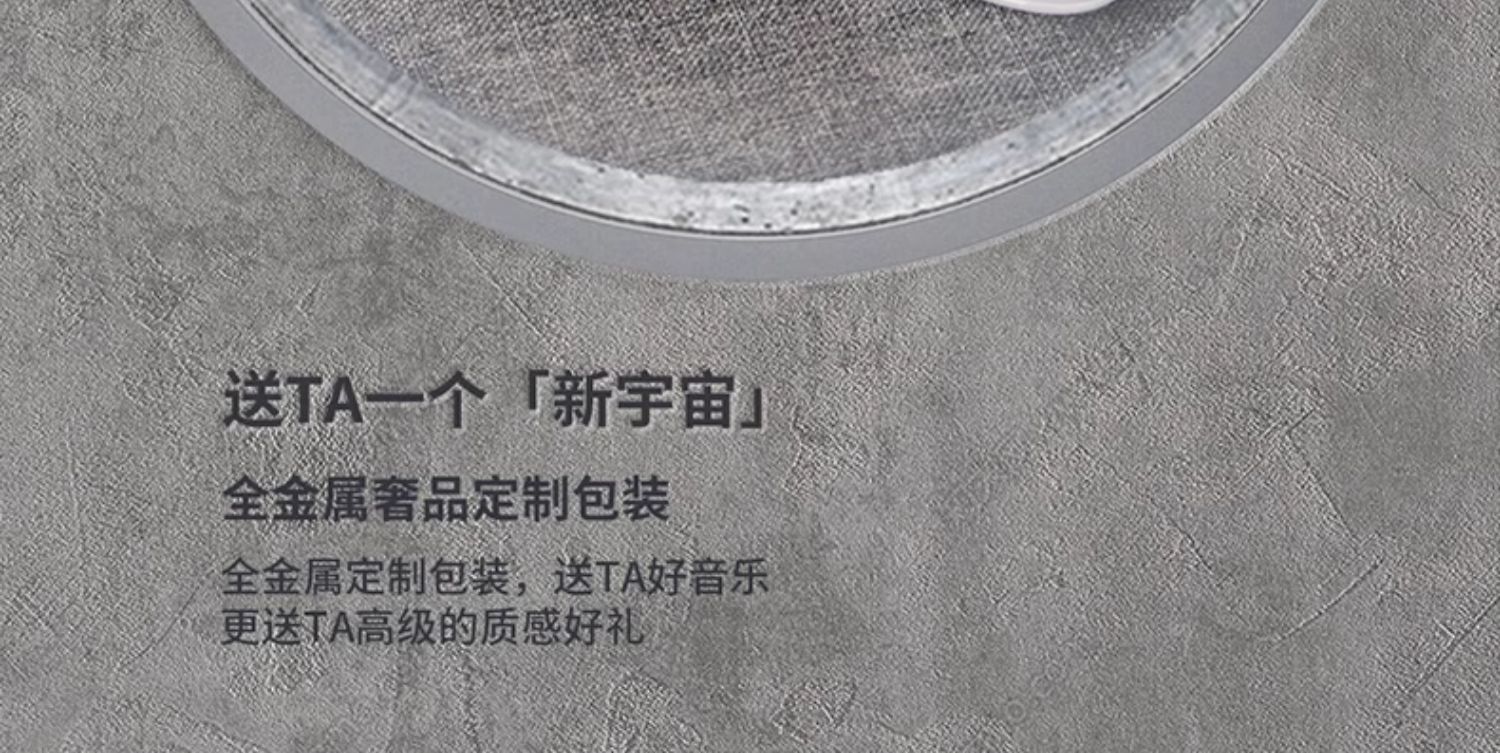 送TA一个「新宇宙」
全金属奢品定制包装
全金属定制包装，送TA好音乐
更送TA高级的质感好礼